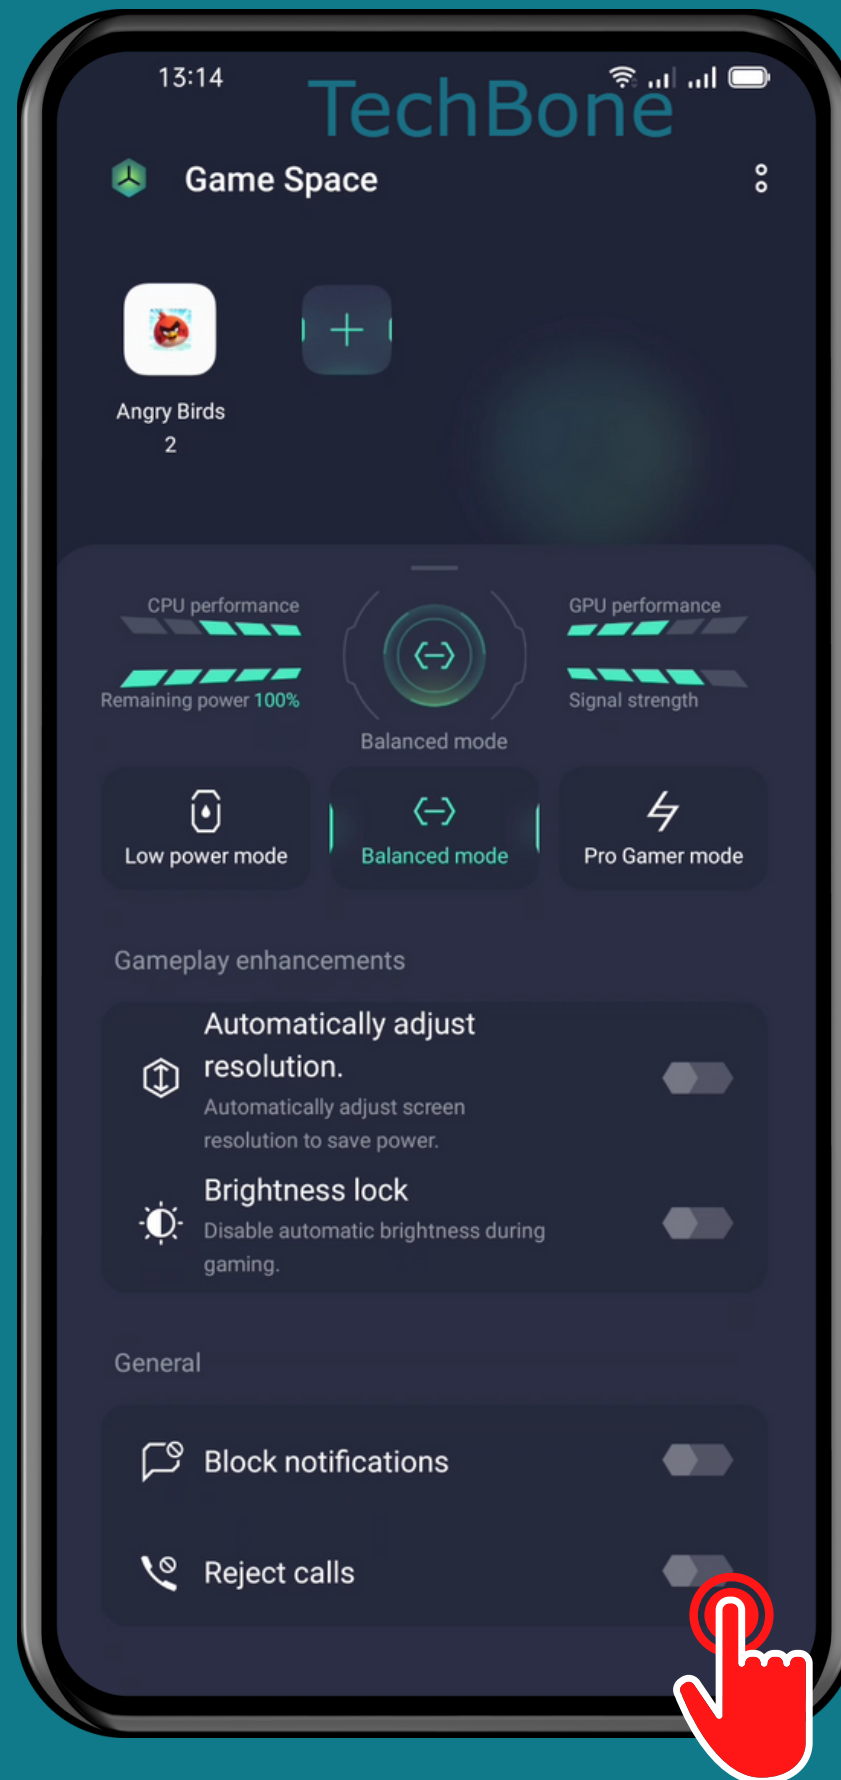 13:14
TechBone
Game Space
Angry Birds
2
CPU performance
GPU performance
Remaining power 100%
Signal strength
Balanced mode
Low power mode
Balanced mode
Pro Gamer mode
Gameplay enhancements
Automatically adjust
resolution.
Automatically adjust screen
resolution to save power.
Brightness lock
Disable automatic brightness during
gaming.
General
Block notifications
Reject calls